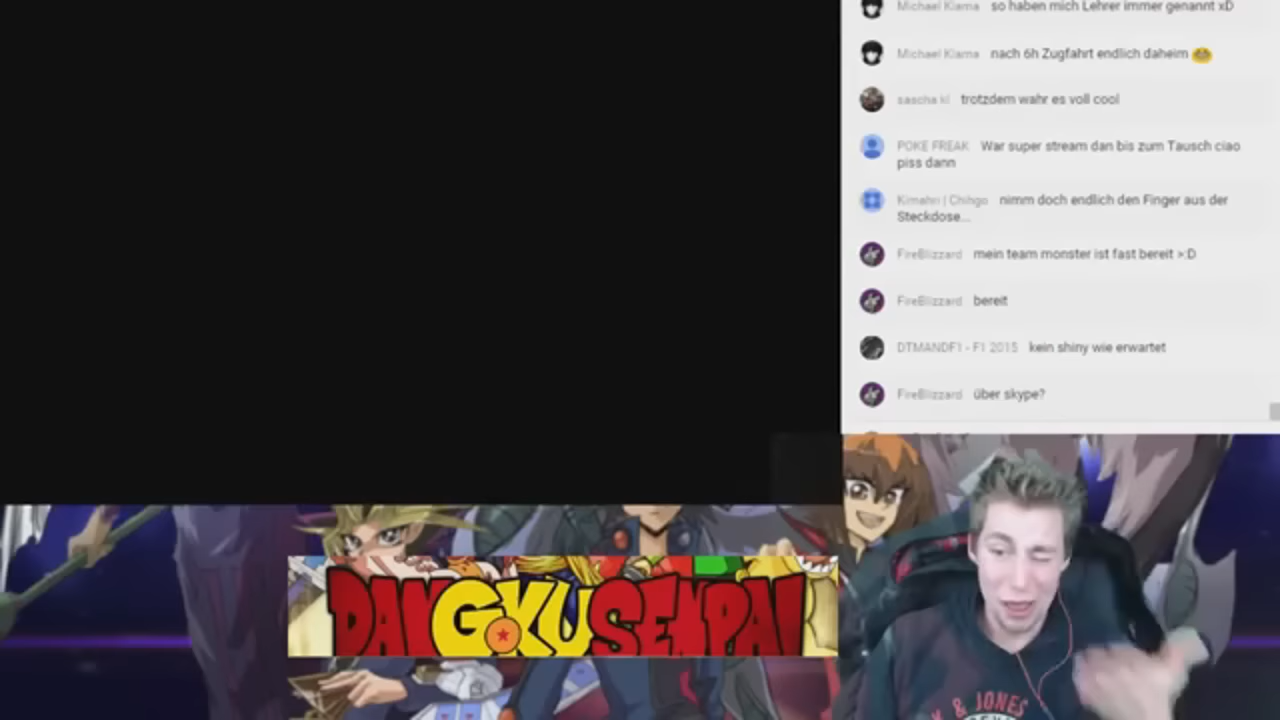 Michael Kiama so haben mich Lehrer immer genannt xD
Michael Kiama nach 6h Zugfahrt endlich daheim
sascha kl trotzdem wahr es voll cool
POKE FREAK War super stream dan bis zum Tausch ciao
piss dann
Kimahri | Chihgo nimm doch endlich den Finger aus der
Steckdose...
FireBlizzard mein team monster ist fast bereit >:D
FireBlizzard bereit
DTMANDF1 - F1 2015 kein shiny wie erwartet
FireBlizzard über skype?
DANGOKUSENPAI
& JONES